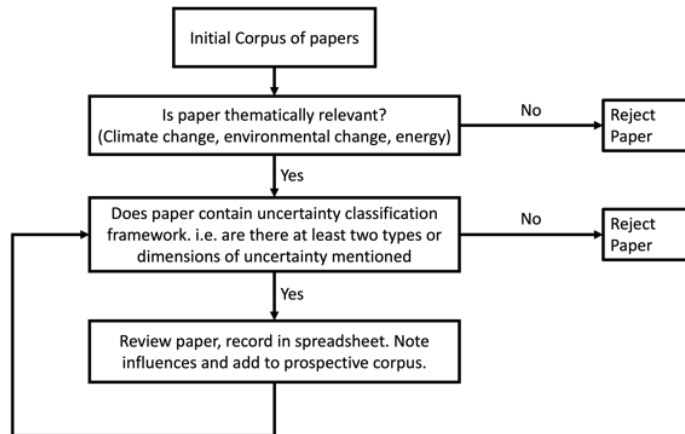 Initial Corpus of papers
Is paper thematically relevant?
(Climate change, environmental change, energy)
No
Reject
Paper
Yes
Does paper contain uncertainty classification
framework. i.e. are there at least two types or
dimensions of uncertainty mentioned
No
Reject
Paper
Yes
Review paper, record in spreadsheet. Note
influences and add to prospective corpus.